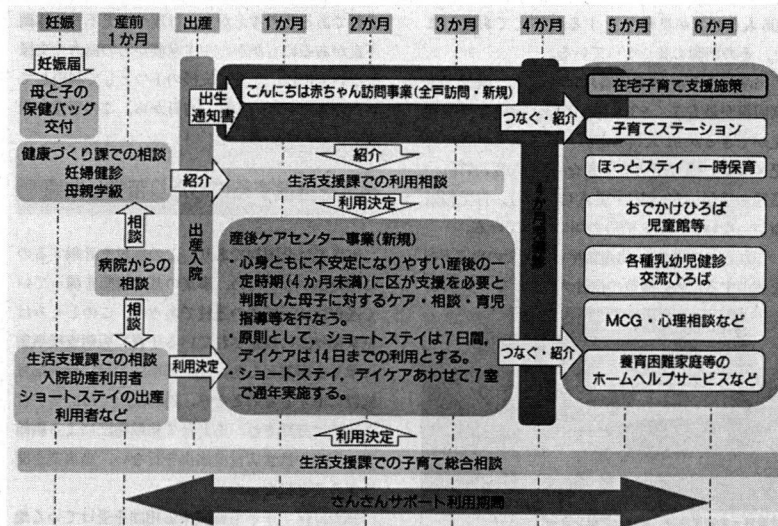 妊娠
産前
1か月
出産
1か月
2か月
3か月
4か月
5か月
6か月
妊娠届
母と子の
保健バッグ
交付
出生
通知書
こんにちは赤ちゃん訪問事業(全戸訪問・新規)
つなぐ・紹介
在宅子育て支援施策
子育てステーション
ほっとステイ・一時保育
おでかけひろば
児童館等
各種乳幼児健診
交流ひろば
MCG・心理相談など
養育困難家庭等の
ホームヘルプサービスなど
健康づくり課での相談
妊婦健診
母親学級
紹介
紹介
生活支援課での利用相談
利用決定
4か月児健診
出産入院
相談
病院からの
相談
相談
産後ケアセンター事業(新規)
・心身ともに不安定になりやすい産後の一
定時期(4か月未満)に区が支援を必要と
判断した母子に対するケア・相談・育児
指導等を行なう。
・原則として,ショートステイは7日間,
デイケアは14日までの利用とする。
・ショートステイ,デイケアあわせて7室
で通年実施する。
つなぐ・紹介
生活支援課での相談
入院助産利用者
ショートステイの出産
利用者など
利用決定
利用決定
生活支援課での子育て総合相談
さんさんサポート利用期間